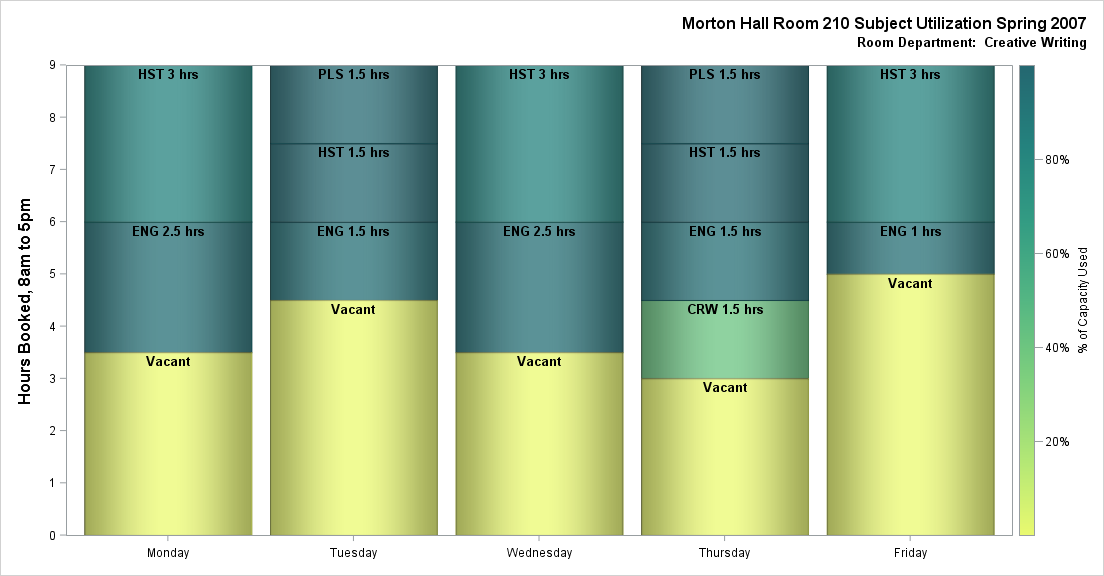 Morton Hall Room 210 Subject Utilization Spring 2007
Room Department:  Creative Writing
Hours Booked, 8am to 5pm
9
8
7
6
5
4
3
2
1
0
HST 3 hrs
ENG 2.5 hrs
Vacant
PLS 1.5 hrs
HST 1.5 hrs
ENG 1.5 hrs
Vacant
HST 3 hrs
ENG 2.5 hrs
Vacant
PLS 1.5 hrs
HST 1.5 hrs
ENG 1.5 hrs
CRW 1.5 hrs
Vacant
HST 3 hrs
ENG 1 hrs
Vacant
Monday
Tuesday
Wednesday
Thursday
Friday
80%
60%
40%
20%
% of Capacity Used